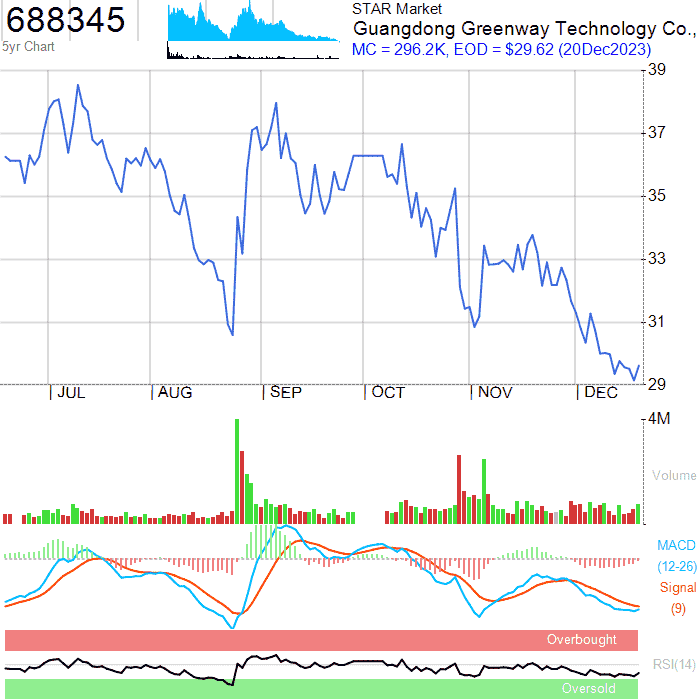 688345
5yr Chart
STAR Market
Guangdong Greenway Technology Co.,
MC = 296.2K, EOD = $29.62 (20Dec2023)
39
37
35
33
31
29
JUL
AUG
SEP
OCT
NOV
DEC
4M
Volume
MACD
(12-26)
Signal
(9)
Overbought
RSI(14)
Oversold